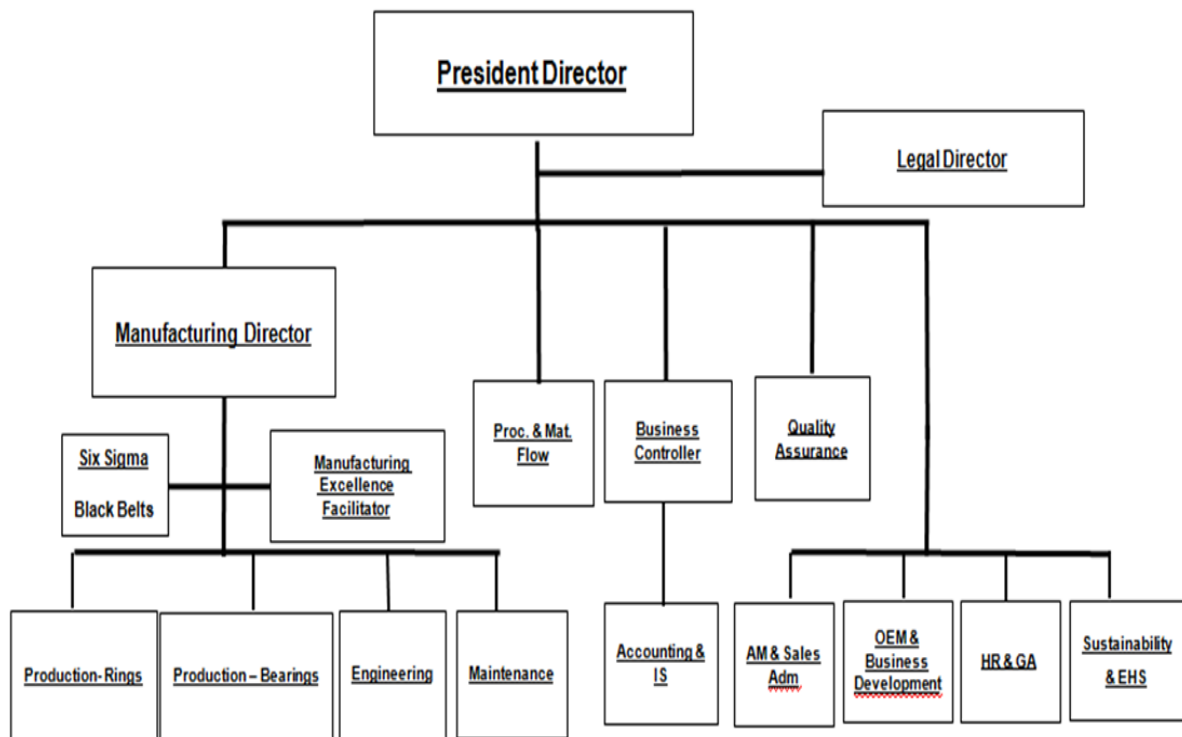 President Director
Legal Director
Manufacturing Director
Proc. & Mat.
Flow
Business
Controller
Quality
Assurance
Six Sigma
Black Belts
Manufacturing
Excellence
Facilitator
Production- Rings
Production – Bearings
Engineering
Maintenance
Accounting &
IS
AM & Sales
Adm
OEM &
Business
Development
HR & GA
Sustainability
& EHS